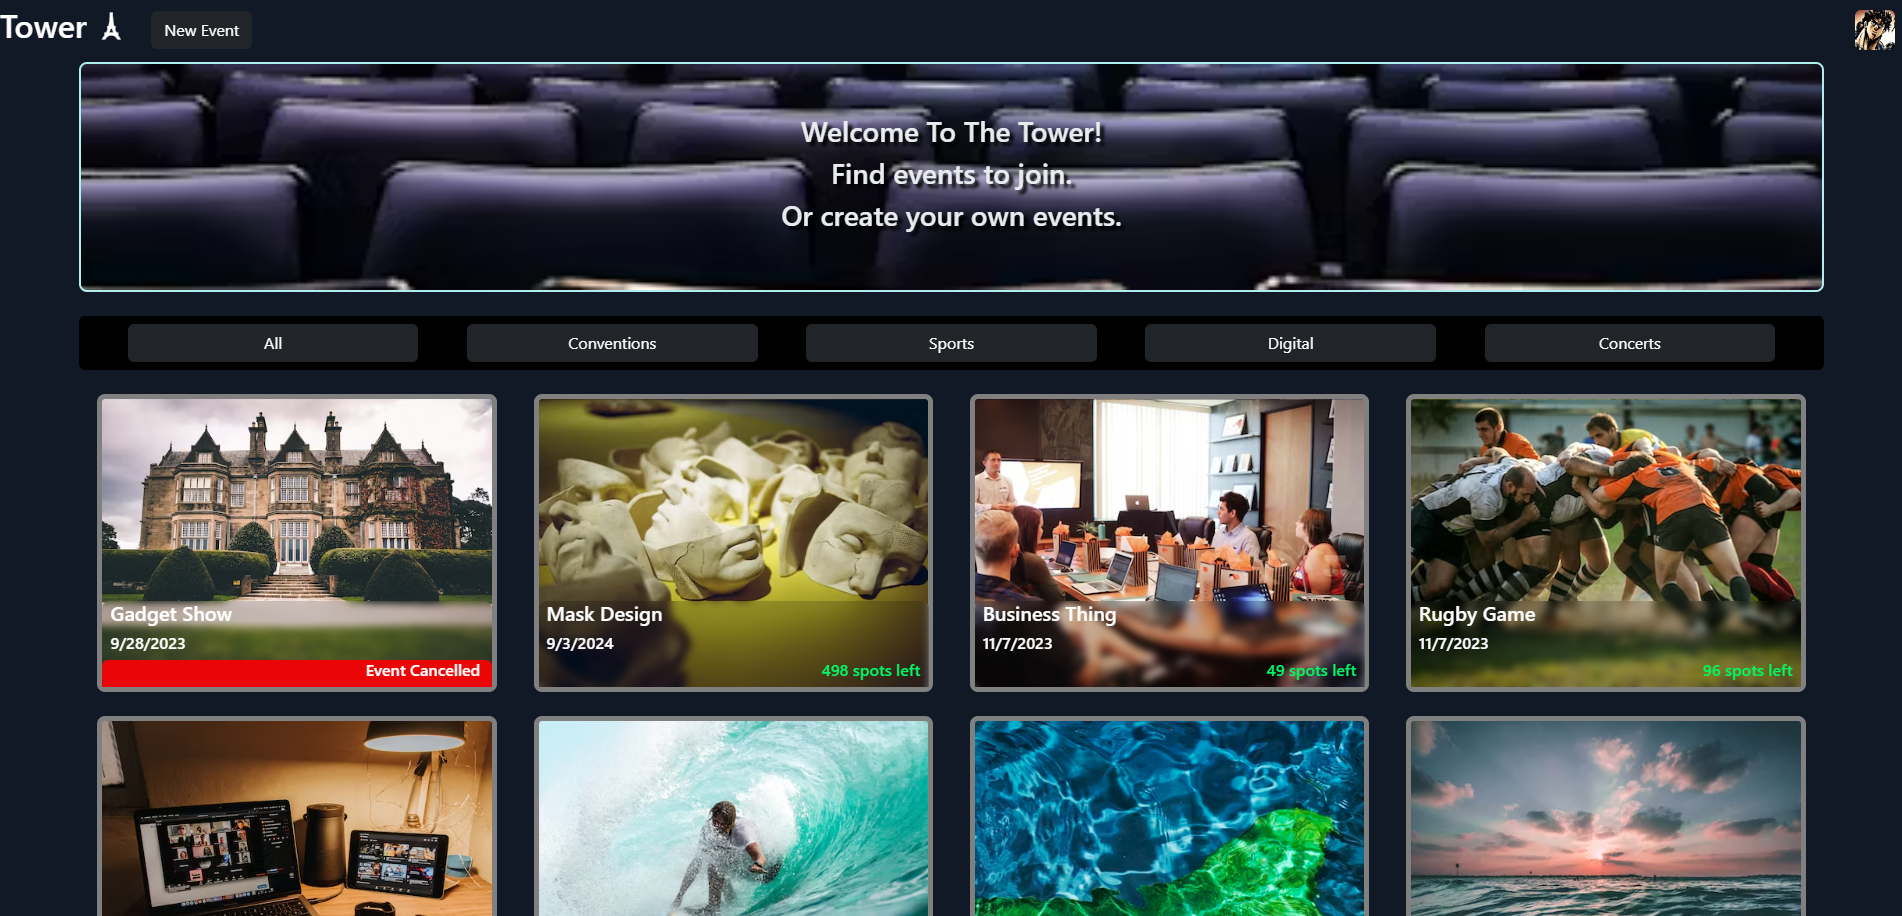 Tower
New Event
Welcome To The Tower!
Find events to join.
Or create your own events.
All
Conventions
Sports
Digital
Concerts
Gadget Show
9/28/2023
Event Cancelled
Mask Design
9/3/2024
498 spots left
Business Thing
11/7/2023
49 spots left
Rugby Game
11/7/2023
96 spots left